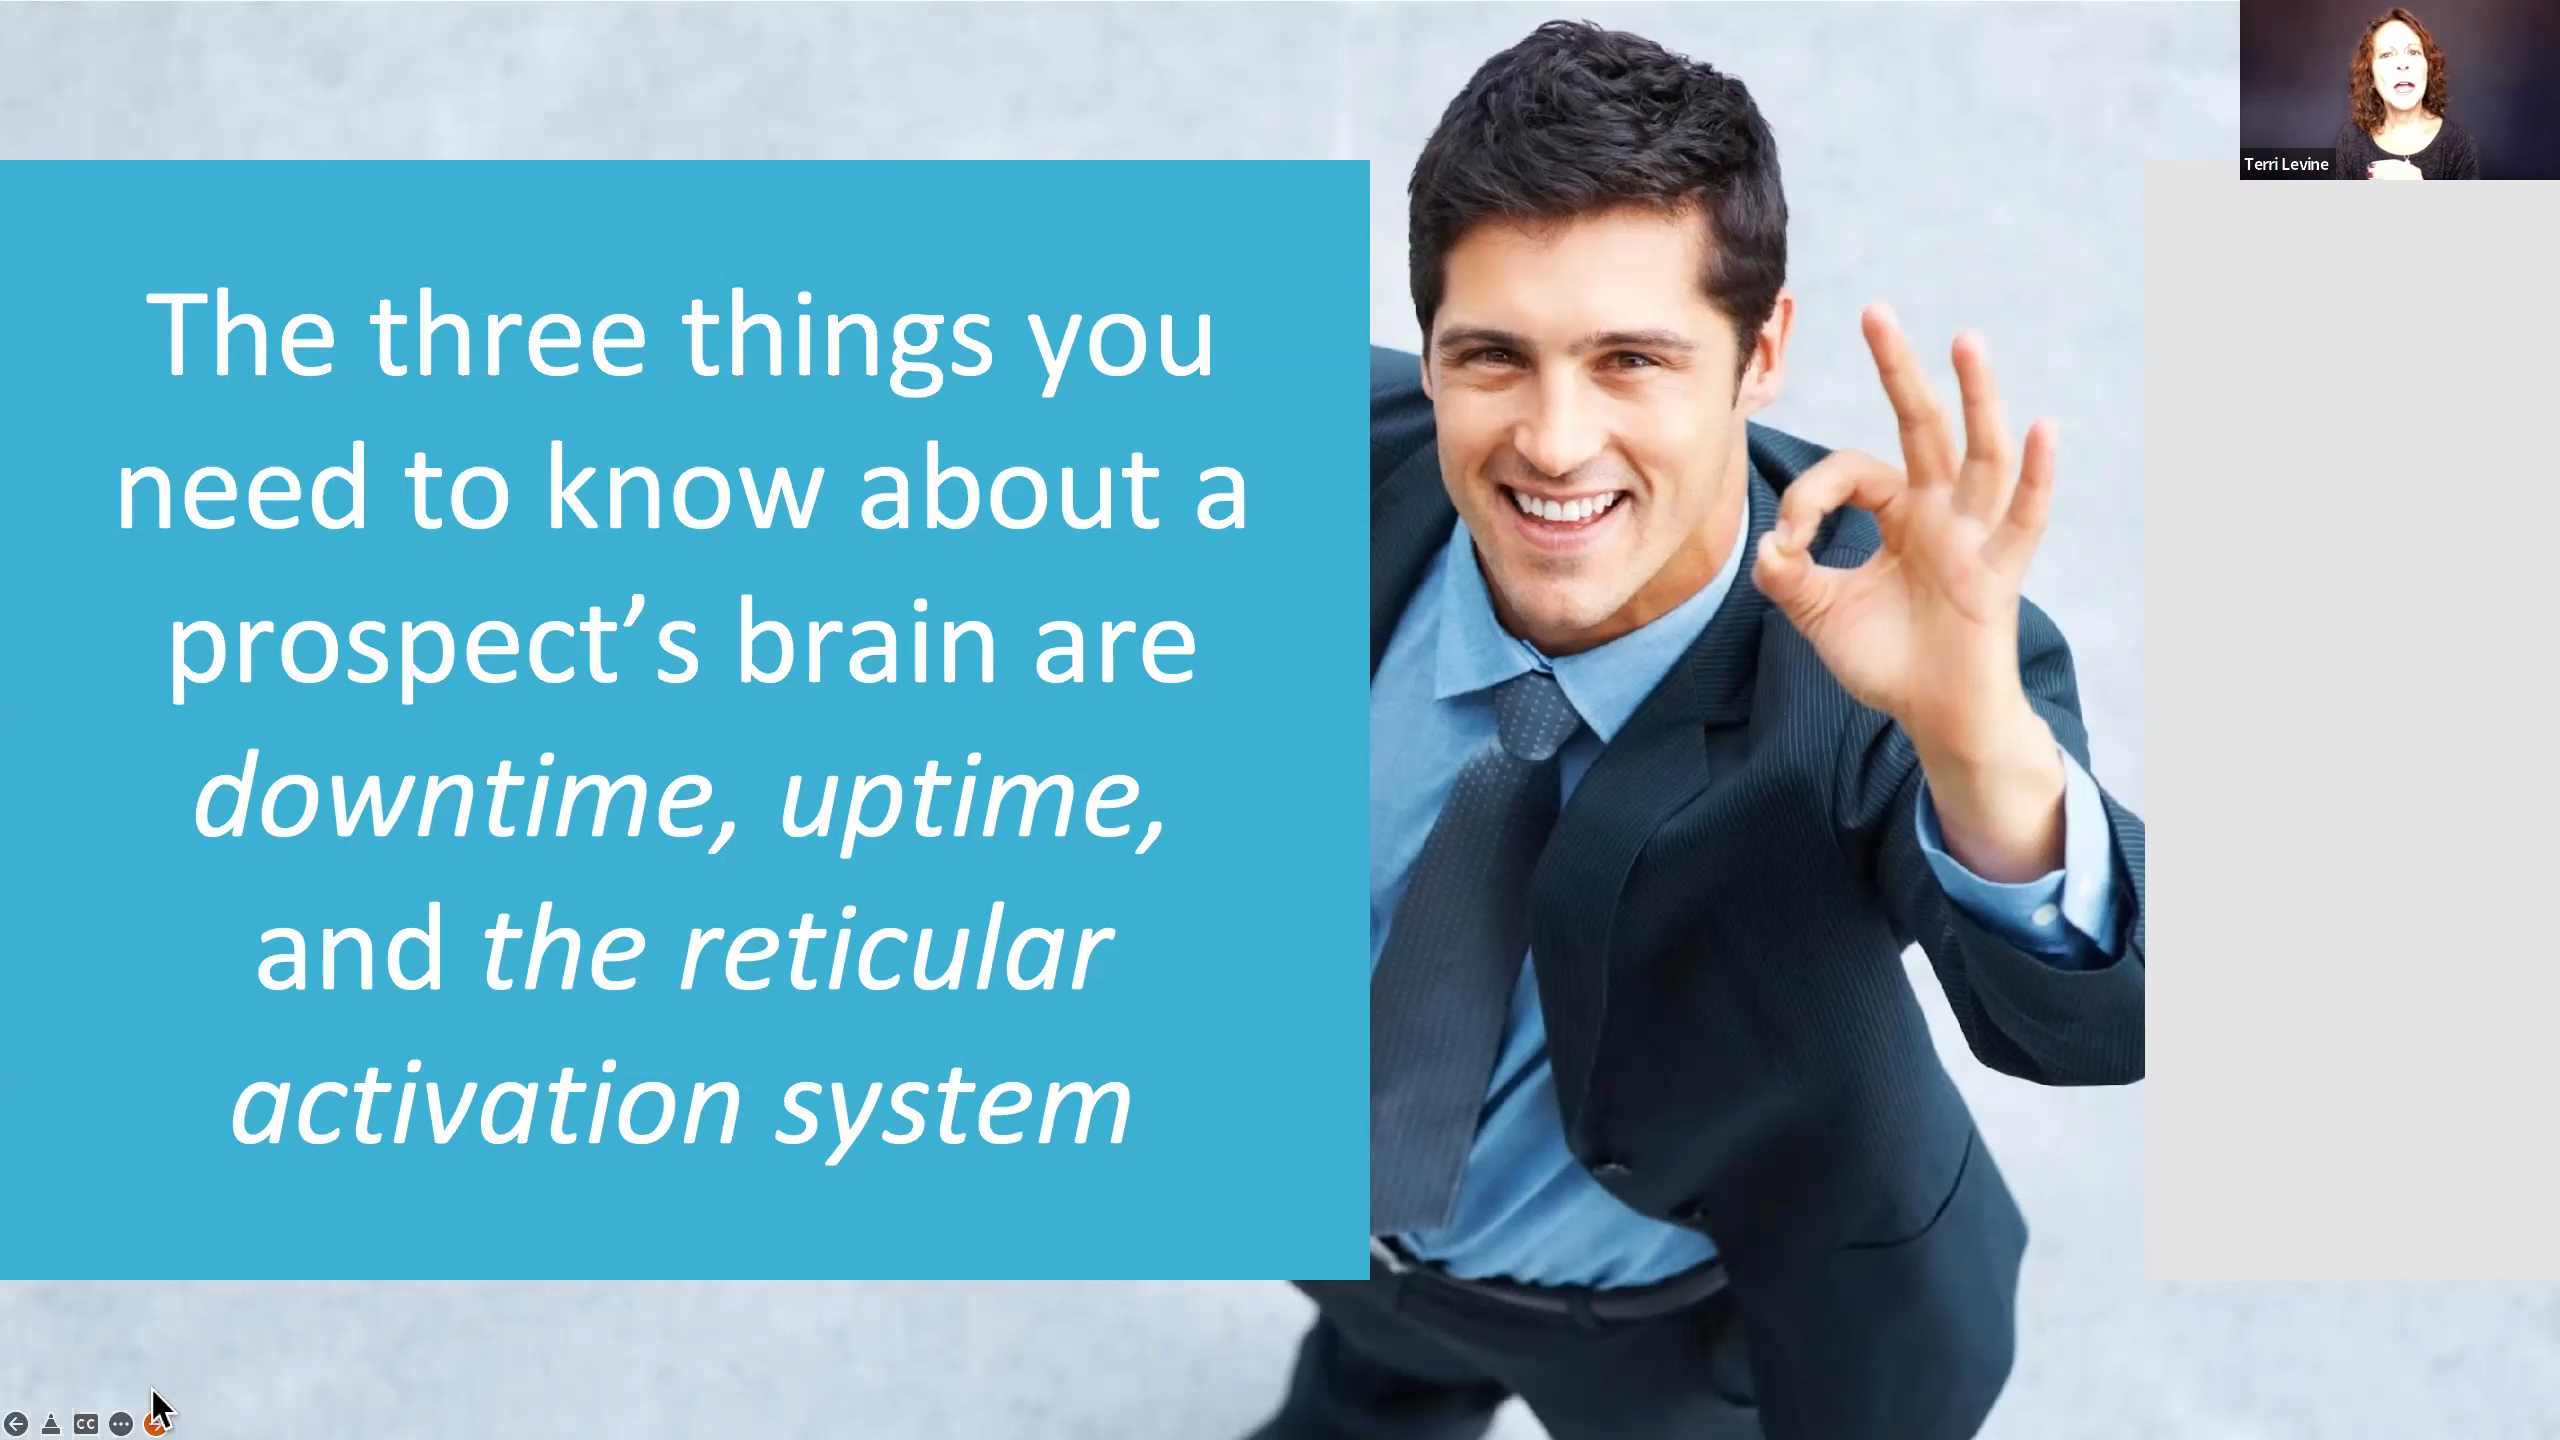 Terri Levine
The three things you
need to know about a
prospect’s brain are
downtime, uptime,
and the reticular
activation system
CC